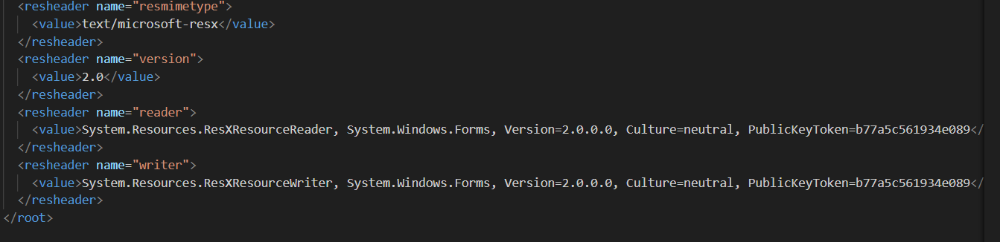 <resheader name="resmimetype">
<value>text/microsoft-resx</value>
</resheader>
<resheader name="version">
<value>2.0</value>
</resheader>
<resheader name="reader">
<value>System.Resources.ResXResourceReader, System.Windows.Forms, Version=2.0.0.0, Culture=neutral, PublicKeyToken=b77a5c561934e089</
</resheader>
<resheader name="writer">
<value>System.Resources.ResXResourceWriter, System.Windows.Forms, Version=2.0.0.0, Culture=neutral, PublicKeyToken=b77a5c561934e089</
</resheader>
</root>